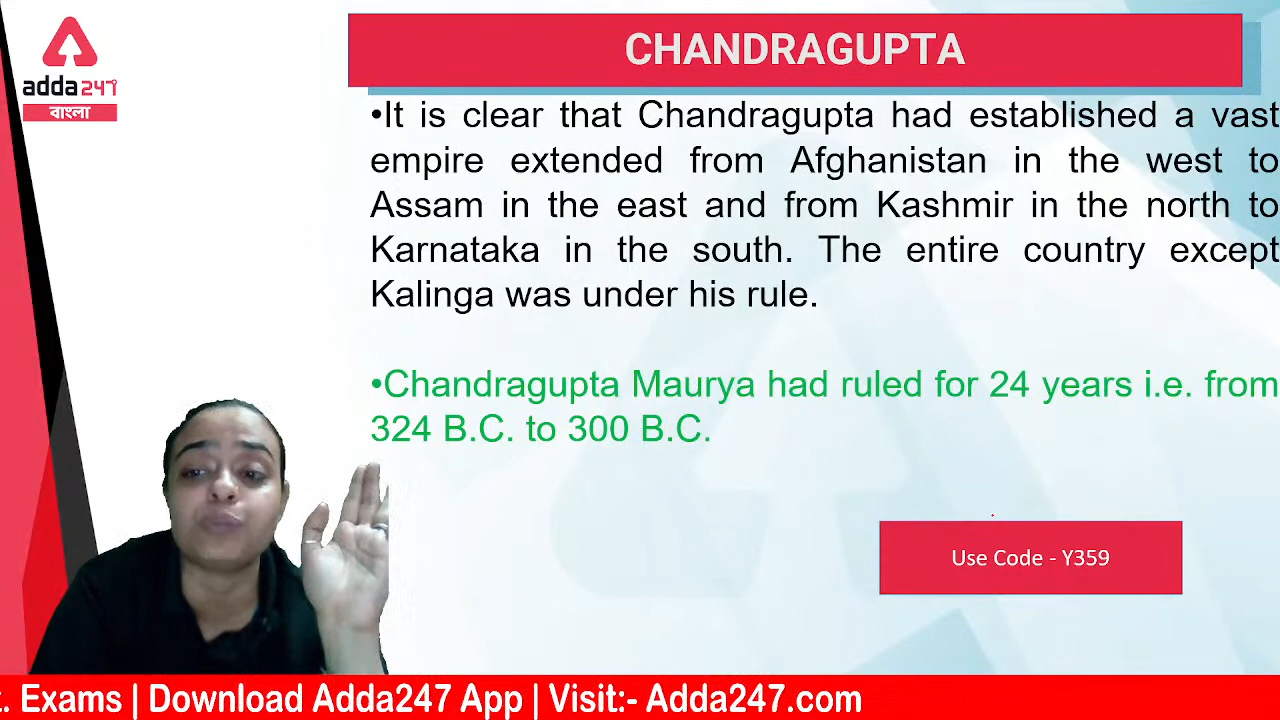 adda247
বাংলা
CHANDRAGUPTA
•It is clear that Chandragupta had established a vast
empire extended from Afghanistan in the west to
Assam in the east and from Kashmir in the north to
Karnataka in the south. The entire country except
Kalinga was under his rule.
•Chandragupta Maurya had ruled for 24 years i.e. from
324 B.C. to 300 B.C.
Use Code - Y359
. Exams | Download Adda247 App | Visit:- Adda247.com